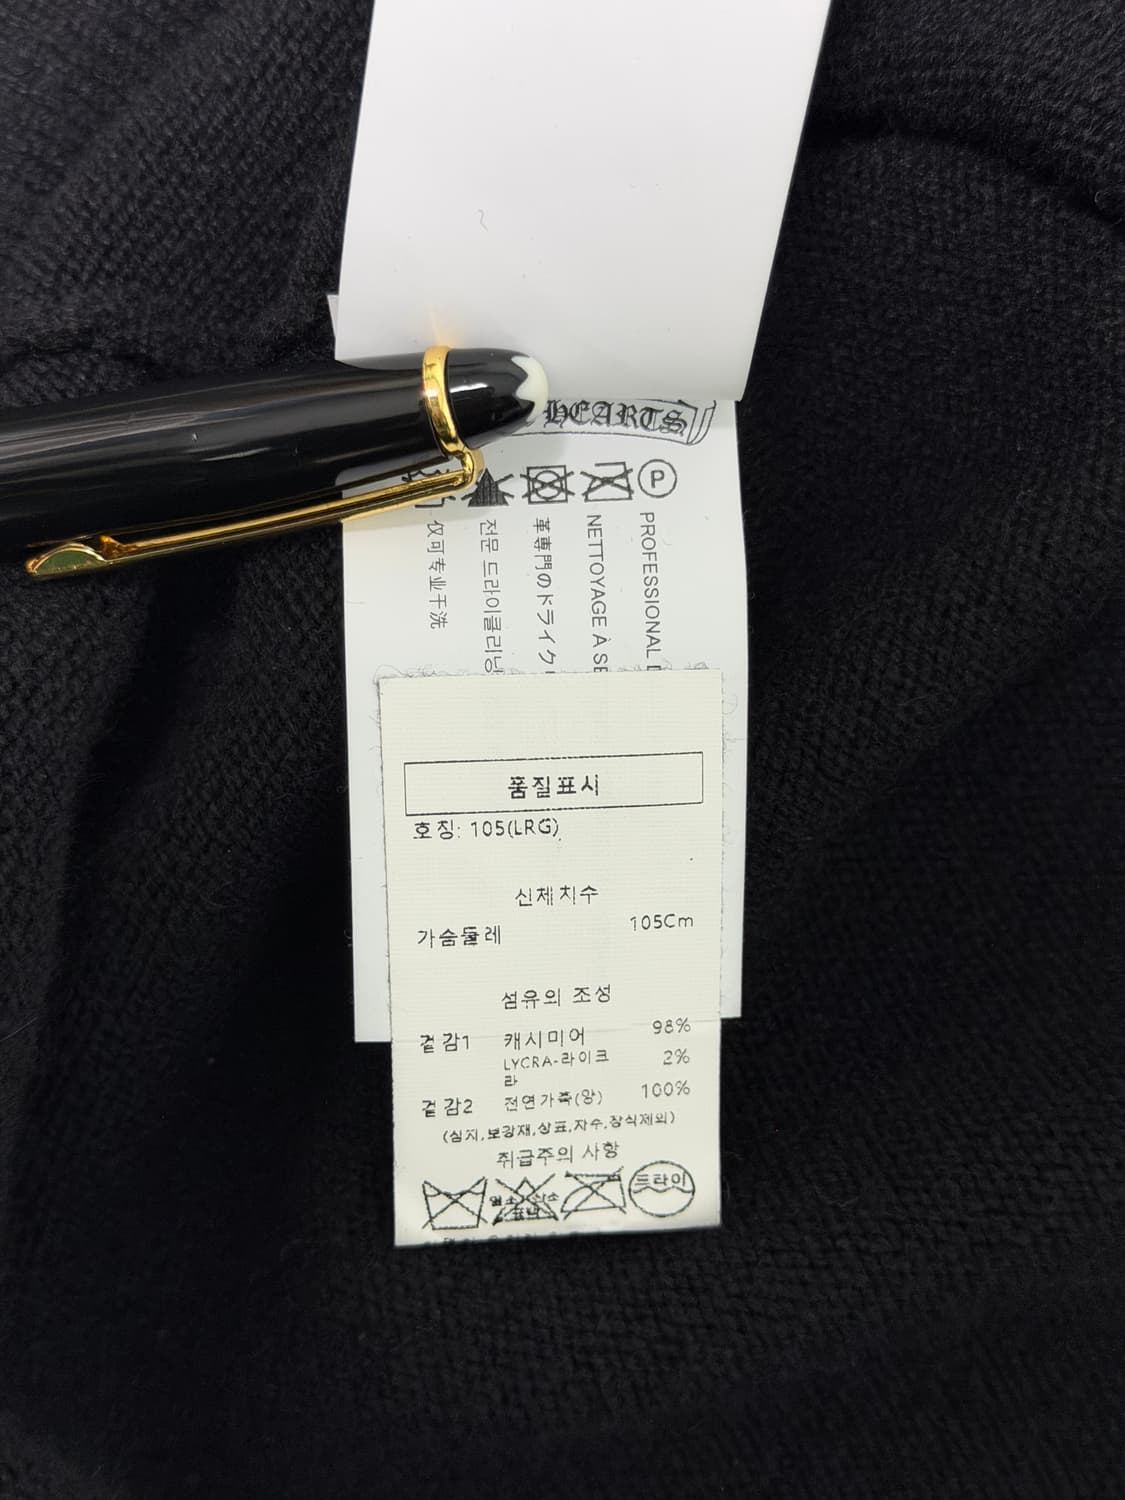 HEARTS
P
PROFESSIONAL
NETTOYAGE À
革専門のドライク
전문 드라이클리닝
仅可专业干洗
품질표시
호칭: 105(LRG)
신체치수
가슴둘레 105Cm
섬유의 조성
겉감1 캐시미어 98%
LYCRA-라이크 2%
라
겉감2 천연가죽(양) 100%
(심지,보강재,상표,자수,장식제외)
취급주의 사항
드라이